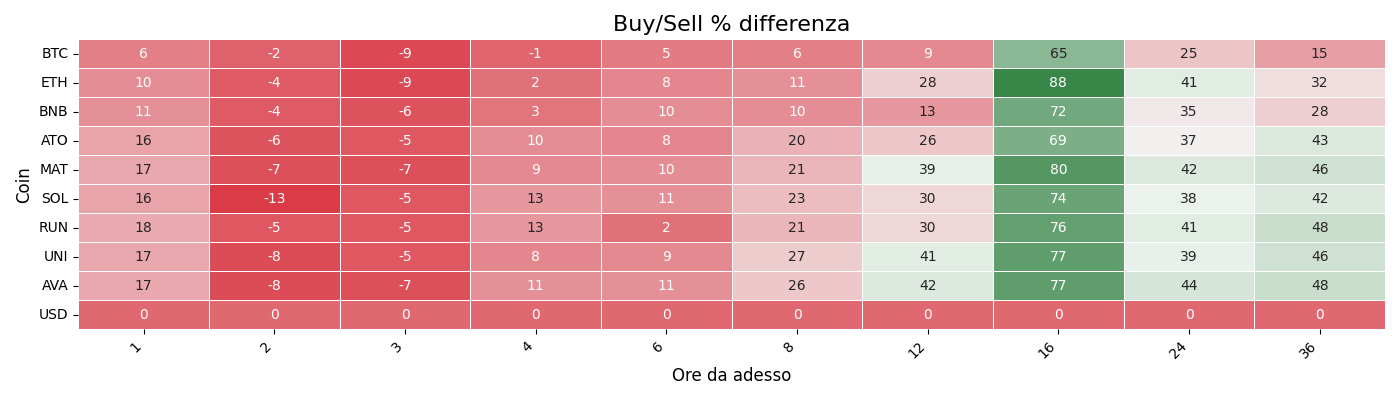 Buy/Sell % differenza
Coin
BTC 6 -2 -9 -1 5 6 9 65 25 15
ETH 10 -4 -9 2 8 11 28 88 41 32
BNB 11 -4 -6 3 10 10 13 72 35 28
ATO 16 -6 -5 10 8 20 26 69 37 43
MAT 17 -7 -7 9 10 21 39 80 42 46
SOL 16 -13 -5 13 11 23 30 74 38 42
RUN 18 -5 -5 13 2 21 30 76 41 48
UNI 17 -8 -5 8 9 27 41 77 39 46
AVA 17 -8 -7 11 11 26 42 77 44 48
USD 0 0 0 0 0 0 0 0 0 0
1 2 3 4 6 8 12 16 24 36
Ore da adesso